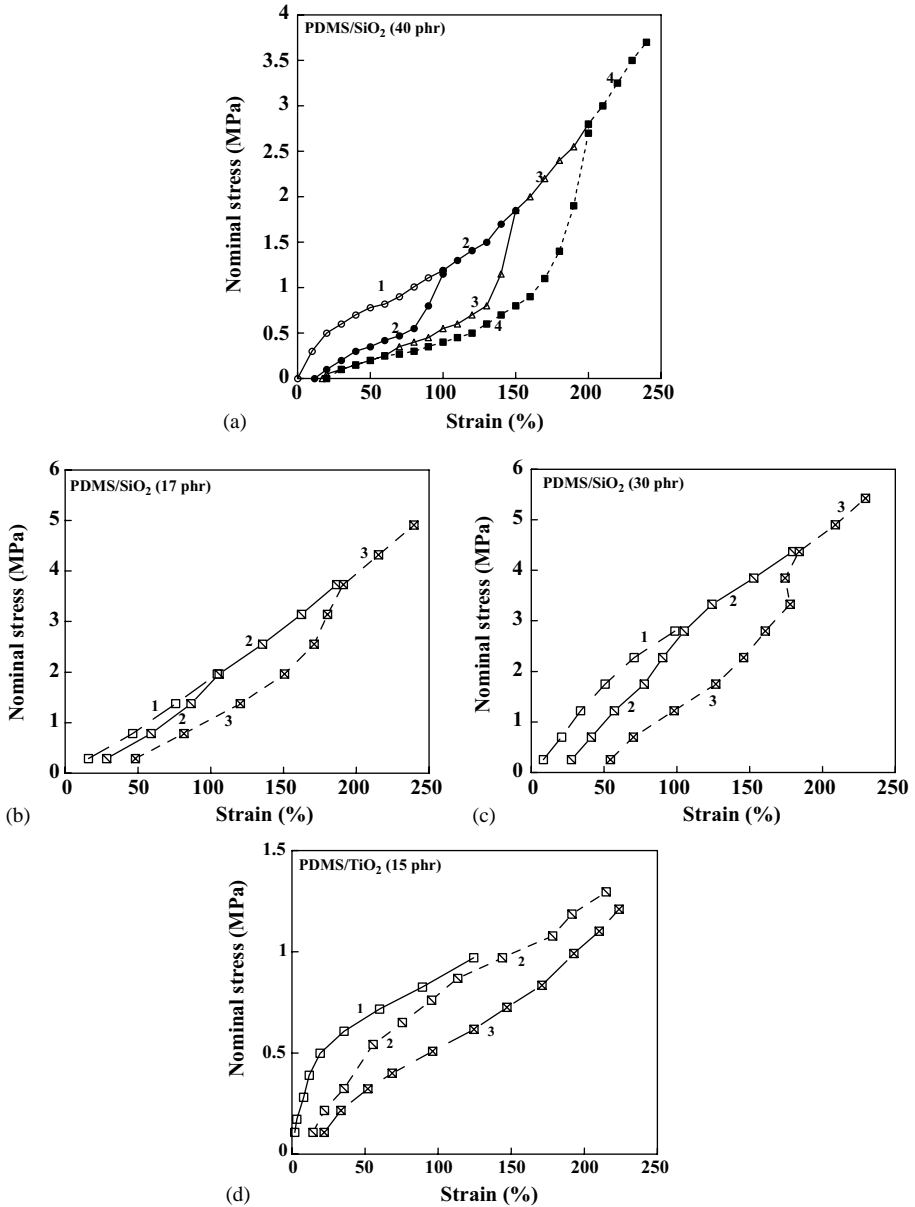 PDMS/SiO2 (40 phr)
4
3.5
3
2.5
2
1.5
1
0.5
0
Nominal stress (MPa)
1
2
2
3
3
4
4
0 50 100 150 200 250
Strain (%)
(a)
PDMS/SiO2 (17 phr)
6
5
4
3
2
1
0
Nominal stress (MPa)
1
2
2
3
3
0 50 100 150 200 250
Strain (%)
(b)
PDMS/SiO2 (30 phr)
6
5
4
3
2
1
0
Nominal stress (MPa)
1
2
2
3
3
0 50 100 150 200 250
Strain (%)
(c)
PDMS/TiO2 (15 phr)
1.5
1
0.5
0
Nominal stress (MPa)
1
2
2
3
0 50 100 150 200 250
Strain (%)
(d)